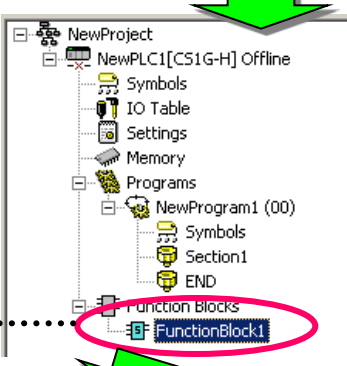 NewProject
NewPLC1[CS1G-H] Offline
Symbols
IO Table
Settings
Memory
Programs
NewProgram1 (00)
Symbols
Section1
END
Function Blocks
FunctionBlock1